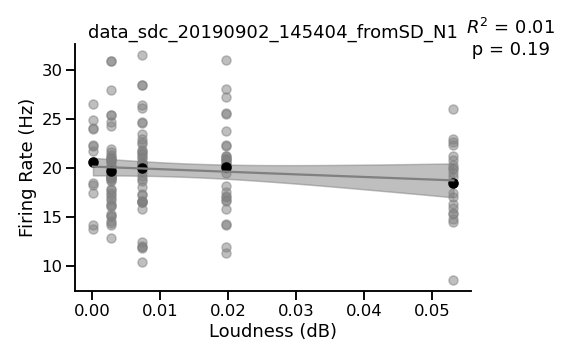 data_sdc_20190902_145404_fromSD_N1
R² = 0.01
p = 0.19
Firing Rate (Hz)
30
25
20
15
10
0.00 0.01 0.02 0.03 0.04 0.05
Loudness (dB)